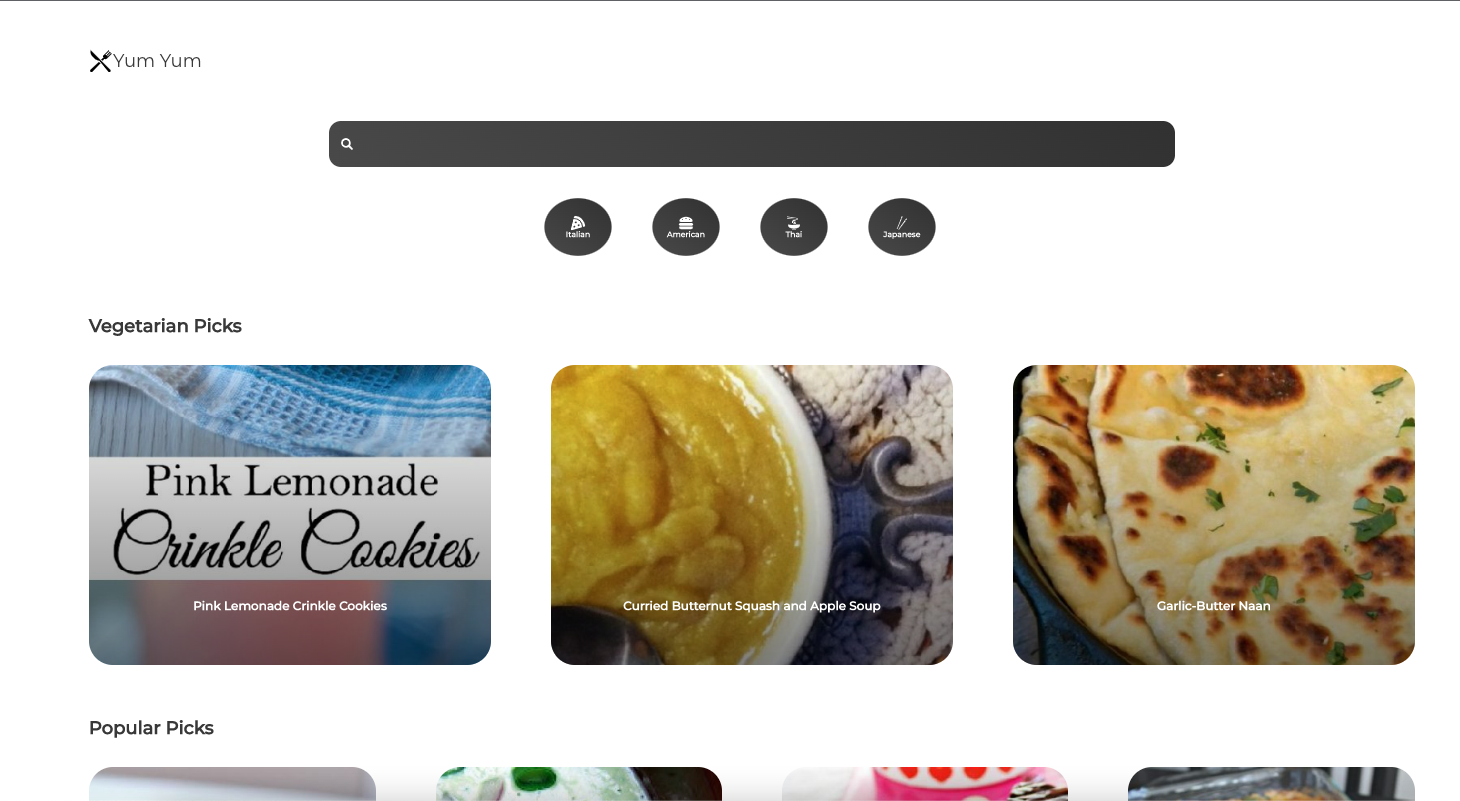 Yum Yum
Italian
American
Thai
Japanese
Vegetarian Picks
Pink Lemonade
Crinkle Cookies
Pink Lemonade Crinkle Cookies
Curried Butternut Squash and Apple Soup
Garlic-Butter Naan
Popular Picks